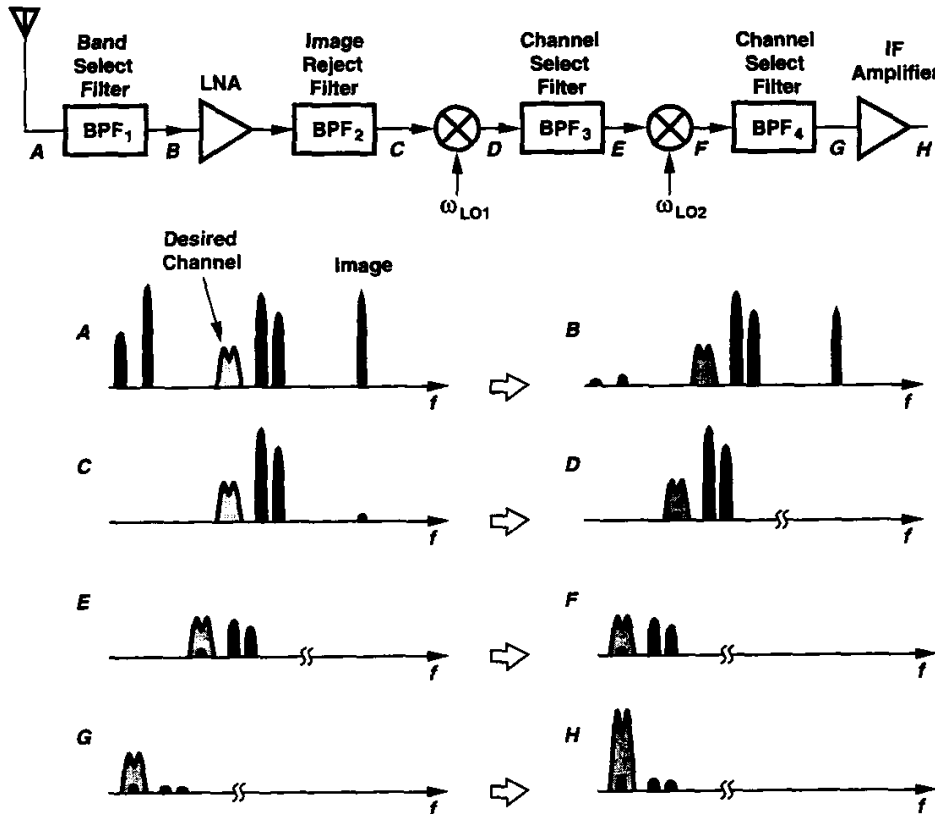 Band Select Filter
LNA
Image Reject Filter
Channel Select Filter
Channel Select Filter
IF Amplifier
A
BPF1
B
BPF2
C
D
BPF3
E
F
BPF4
G
H
ωLO1
ωLO2
Desired Channel
Image
A
f
B
f
C
f
D
f
E
f
F
f
G
f
H
f